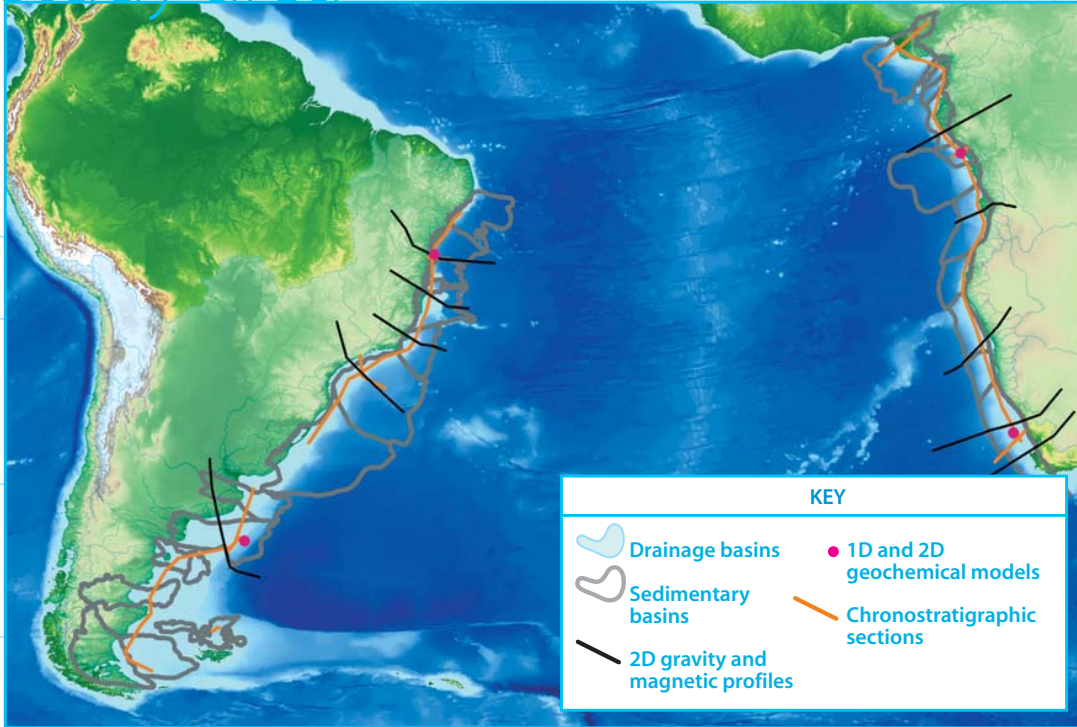 KEY
Drainage basins
Sedimentary
basins
2D gravity and
magnetic profiles
1D and 2D
geochemical models
Chronostratigraphic
sections